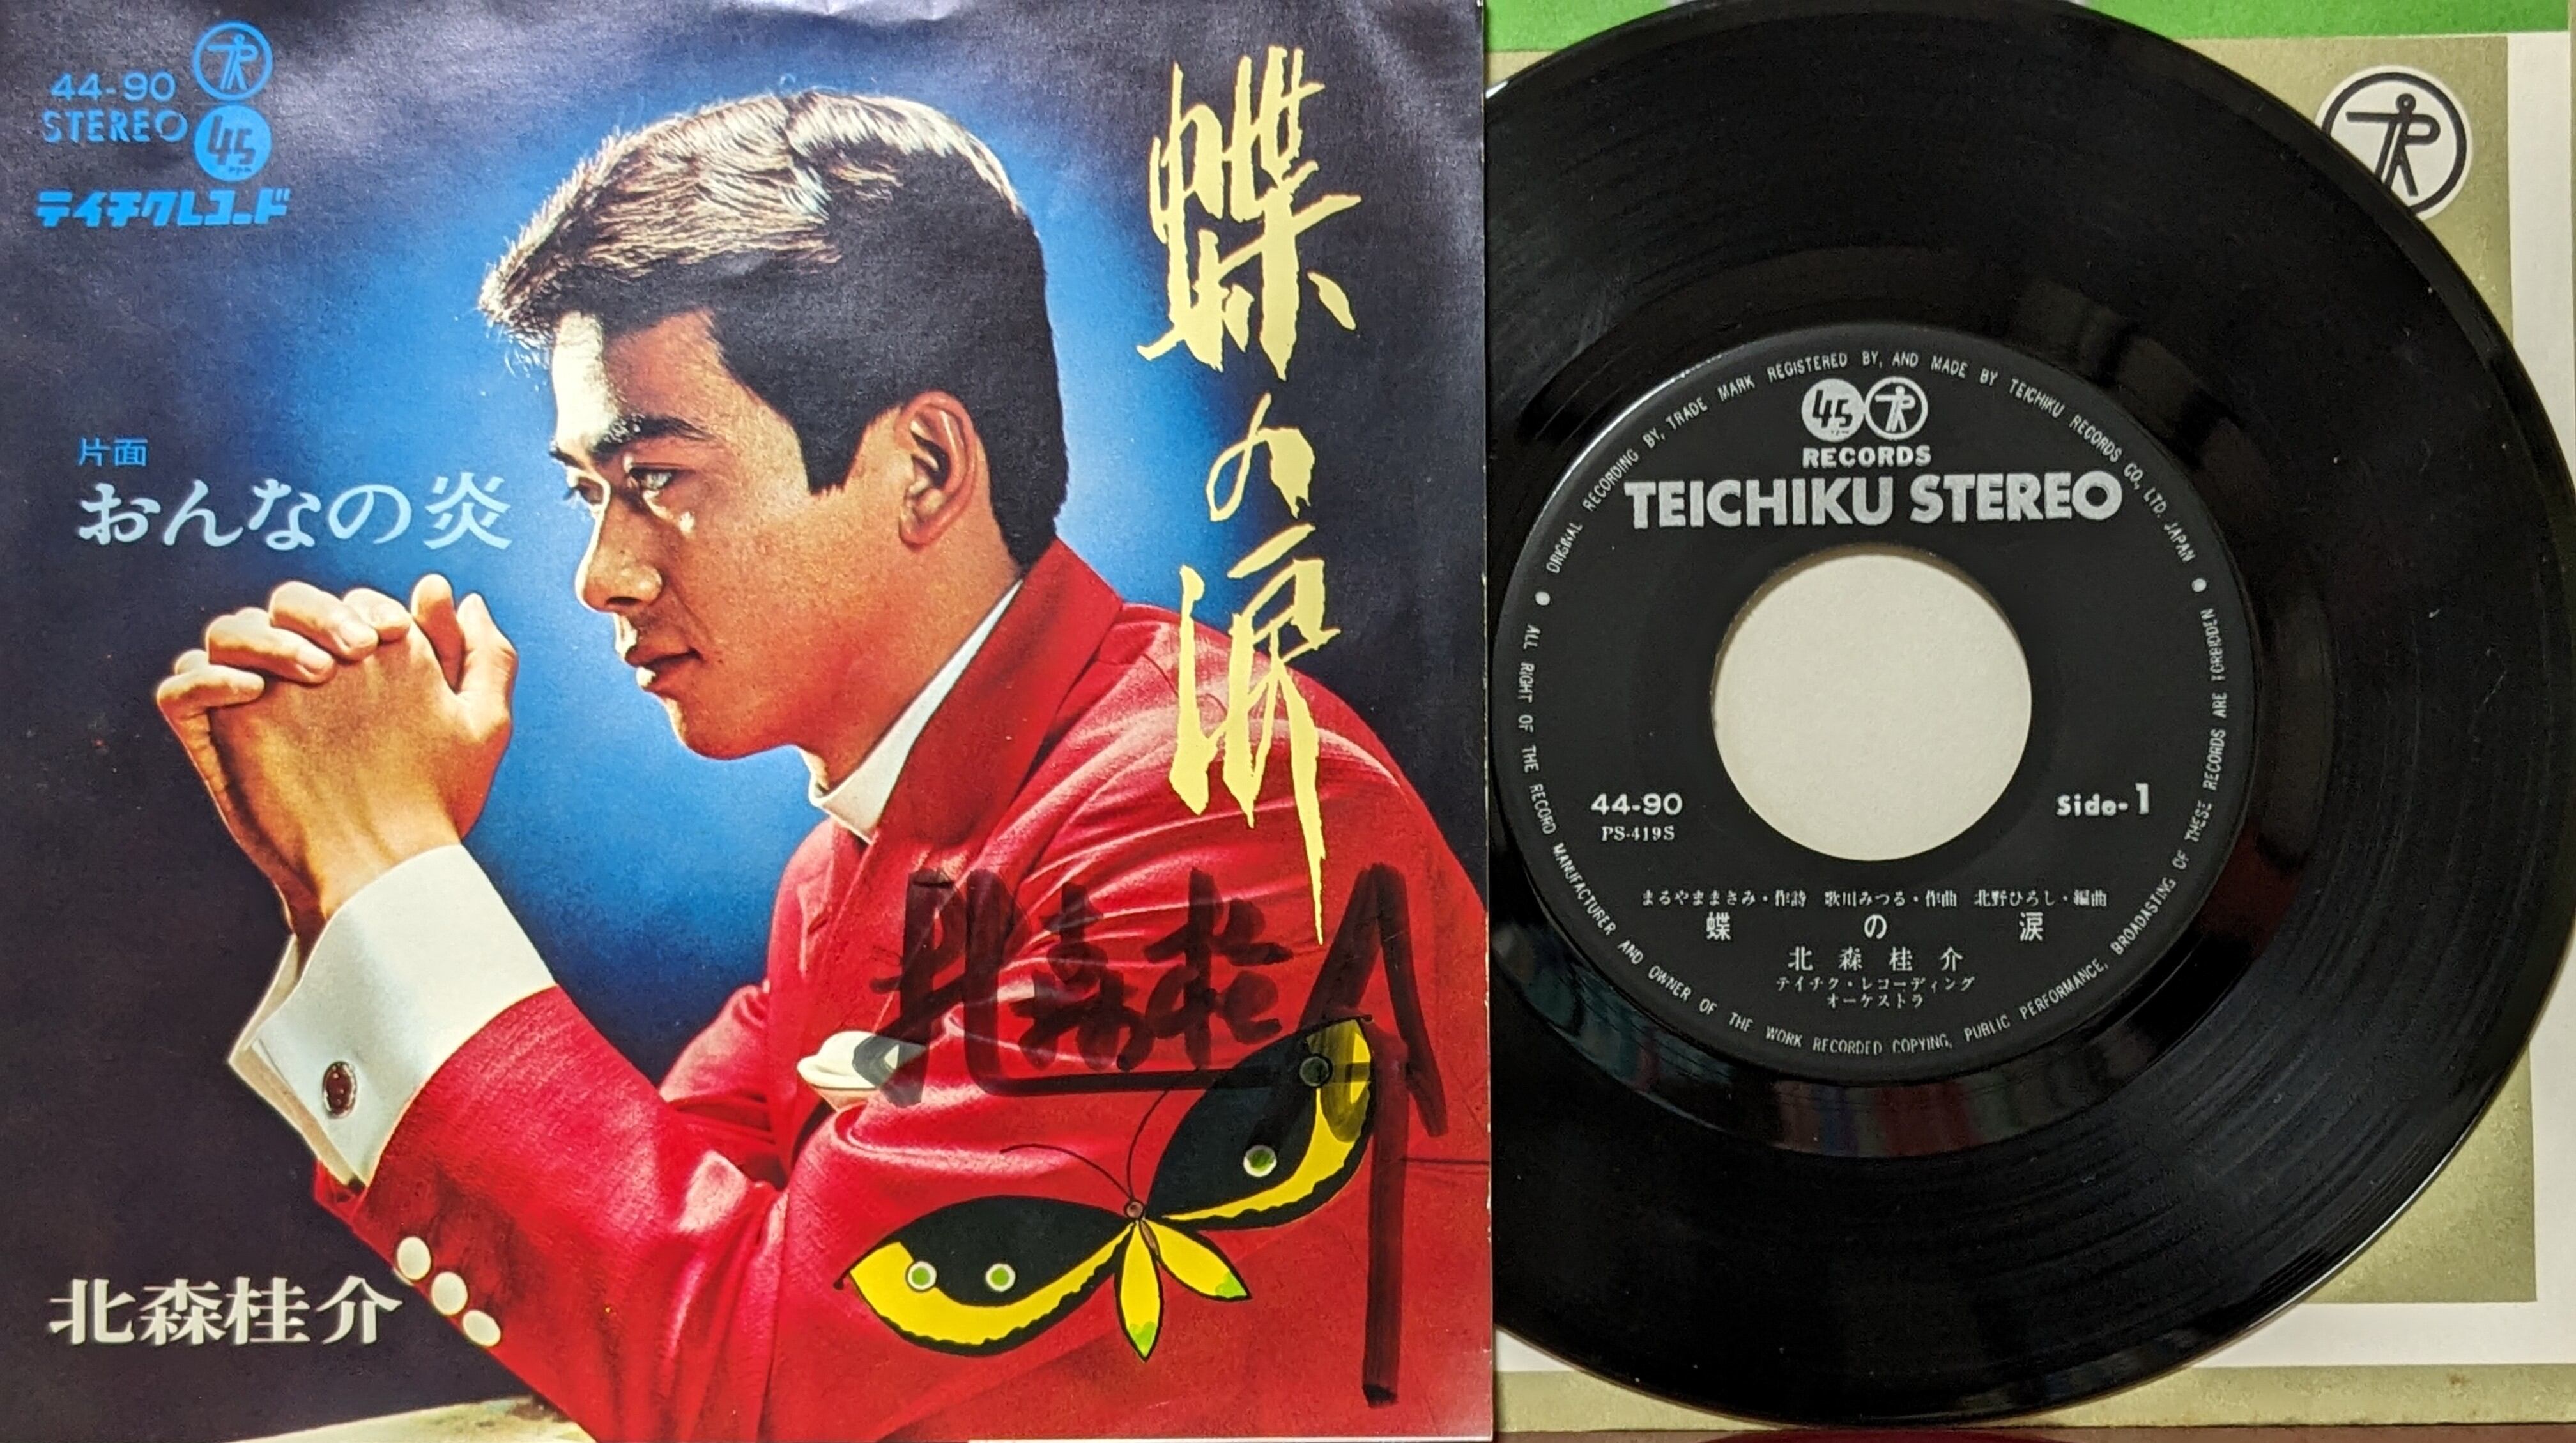 44-90
STEREO
45
テイチクレコード
蝶の涙
片面
おんなの炎
北森桂介
北森桂介
ORIGINAL RECORDING BY, TRADE MARK REGISTERED BY, AND MADE BY TEICHIKU RECORDS CO., LTD. JAPAN
45
RECORDS
TEICHIKU STEREO
44-90
PS-419S
Side-1
まるやままさみ・作詩 歌川みつる・作曲 北野ひろし・編曲
蝶の涙
北森桂介
テイチク・レコーディング
オーケストラ
ALL RIGHT OF THE RECORD MANUFACTURER AND OWNER OF THE WORK RECORDED COPYING, PUBLIC PERFORMANCE, BROADASTING OF THESE RECORDS ARE FORBIDDEN